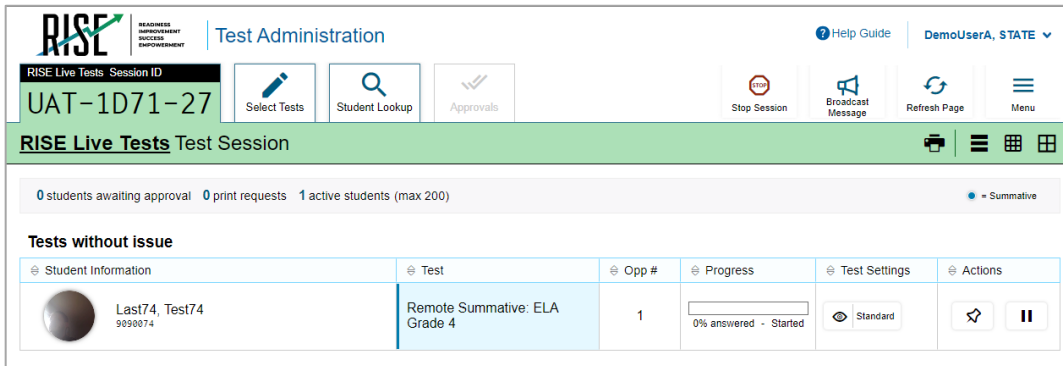 RISE
READINESS
IMPROVEMENT
SUCCESS
EMPOWERMENT
Test Administration
? Help Guide
DemoUserA, STATE
RISE Live Tests Session ID
UAT-1D71-27
Select Tests
Student Lookup
Approvals
STOP
Stop Session
Broadcast
Message
Refresh Page
Menu
RISE Live Tests Test Session
0 students awaiting approval 0 print requests 1 active students (max 200)
= Summative
Tests without issue
Student Information Test Opp # Progress Test Settings Actions
Last74, Test74
9090074
Remote Summative: ELA
Grade 4
1
0% answered - Started
Standard